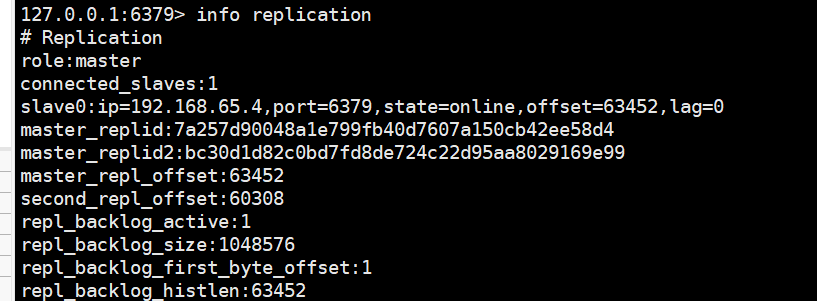 127.0.0.1:6379> info replication
# Replication
role:master
connected_slaves:1
slave0:ip=192.168.65.4,port=6379,state=online,offset=63452,lag=0
master_replid:7a257d90048a1e799fb40d7607a150cb42ee58d4
master_replid2:bc30d1d82c0bd7fd8de724c22d95aa8029169e99
master_repl_offset:63452
second_repl_offset:60308
repl_backlog_active:1
repl_backlog_size:1048576
repl_backlog_first_byte_offset:1
repl_backlog_histlen:63452